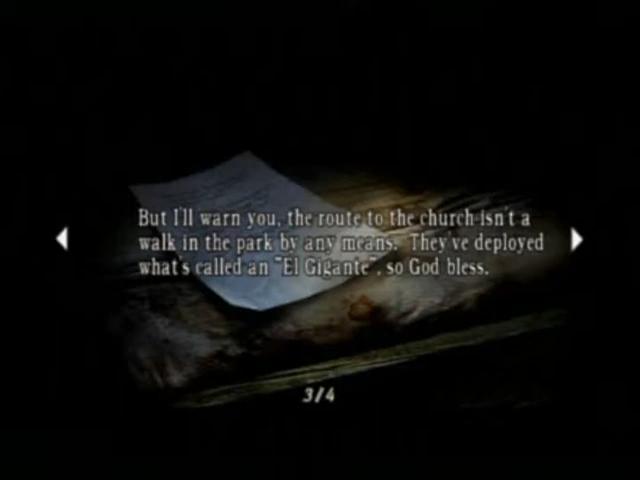 But I'll warn you, the route to the church isn't a
walk in the park by any means. They've deployed
what's called an "El Gigante", so God bless.
3/4